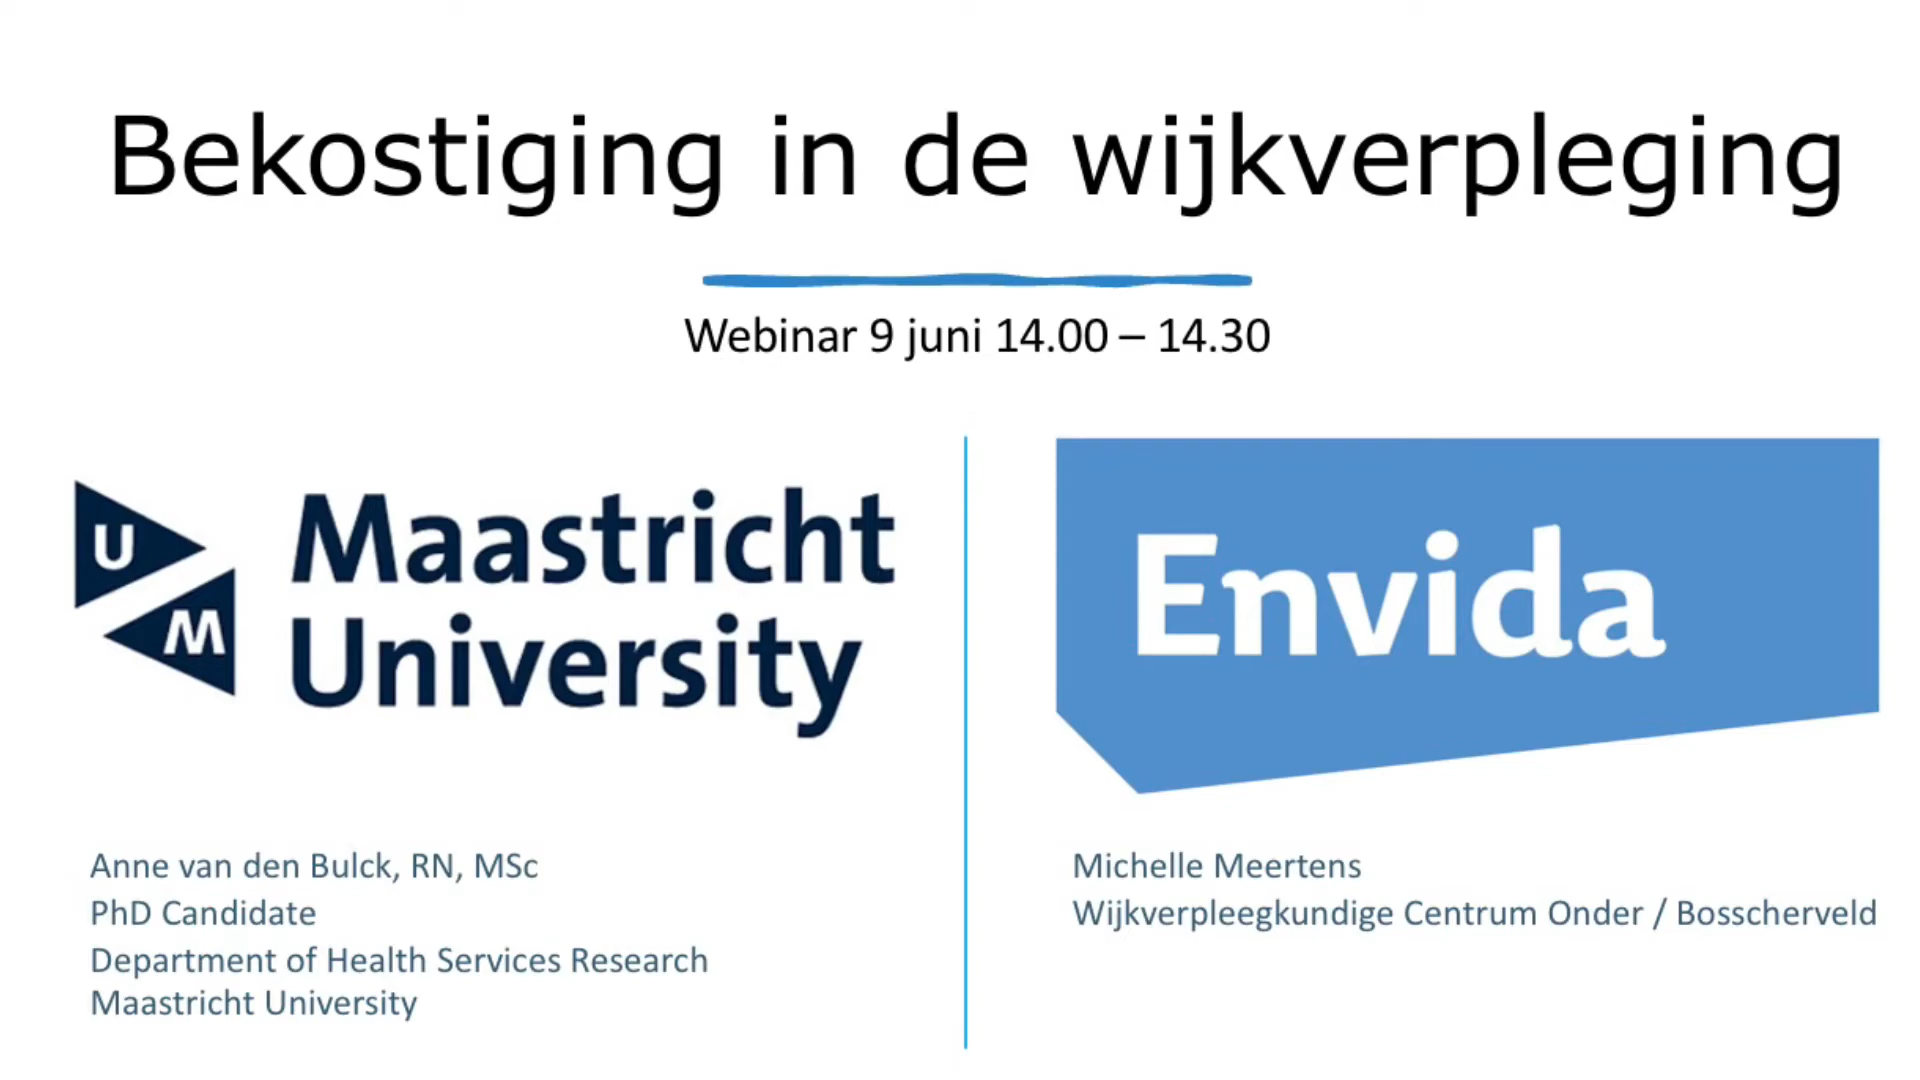 Bekostiging in de wijkverpleging
Webinar 9 juni 14.00 – 14.30
U
M
Maastricht
University
Envida
Anne van den Bulck, RN, MSc
PhD Candidate
Department of Health Services Research
Maastricht University
Michelle Meertens
Wijkverpleegkundige Centrum Onder / Bosscherveld